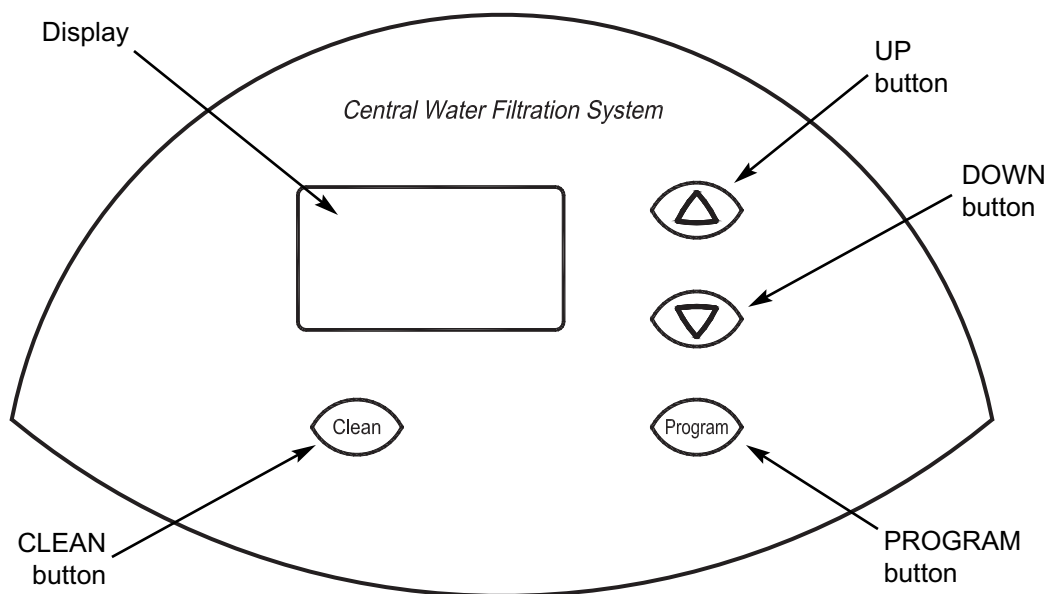 Display
UP
button
Central Water Filtration System
DOWN
button
Clean
Program
CLEAN
button
PROGRAM
button